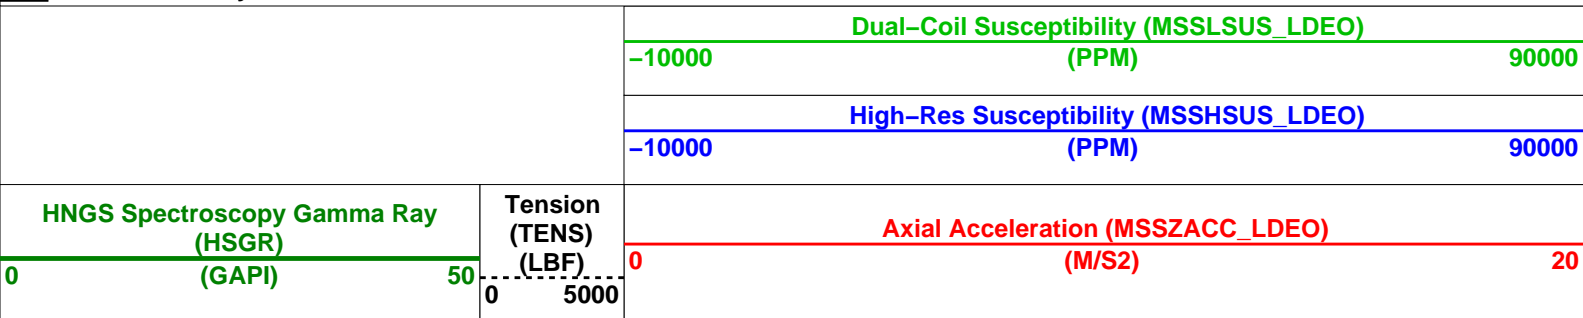 Dual−Coil Susceptibility (MSSLSUS_LDEO)
−10000 (PPM) 90000
High−Res Susceptibility (MSSHSUS_LDEO)
−10000 (PPM) 90000
HNGS Spectroscopy Gamma Ray
(HSGR)
0 (GAPI) 50
Tension
(TENS)
(LBF)
0 5000
Axial Acceleration (MSSZACC_LDEO)
0 (M/S2) 20